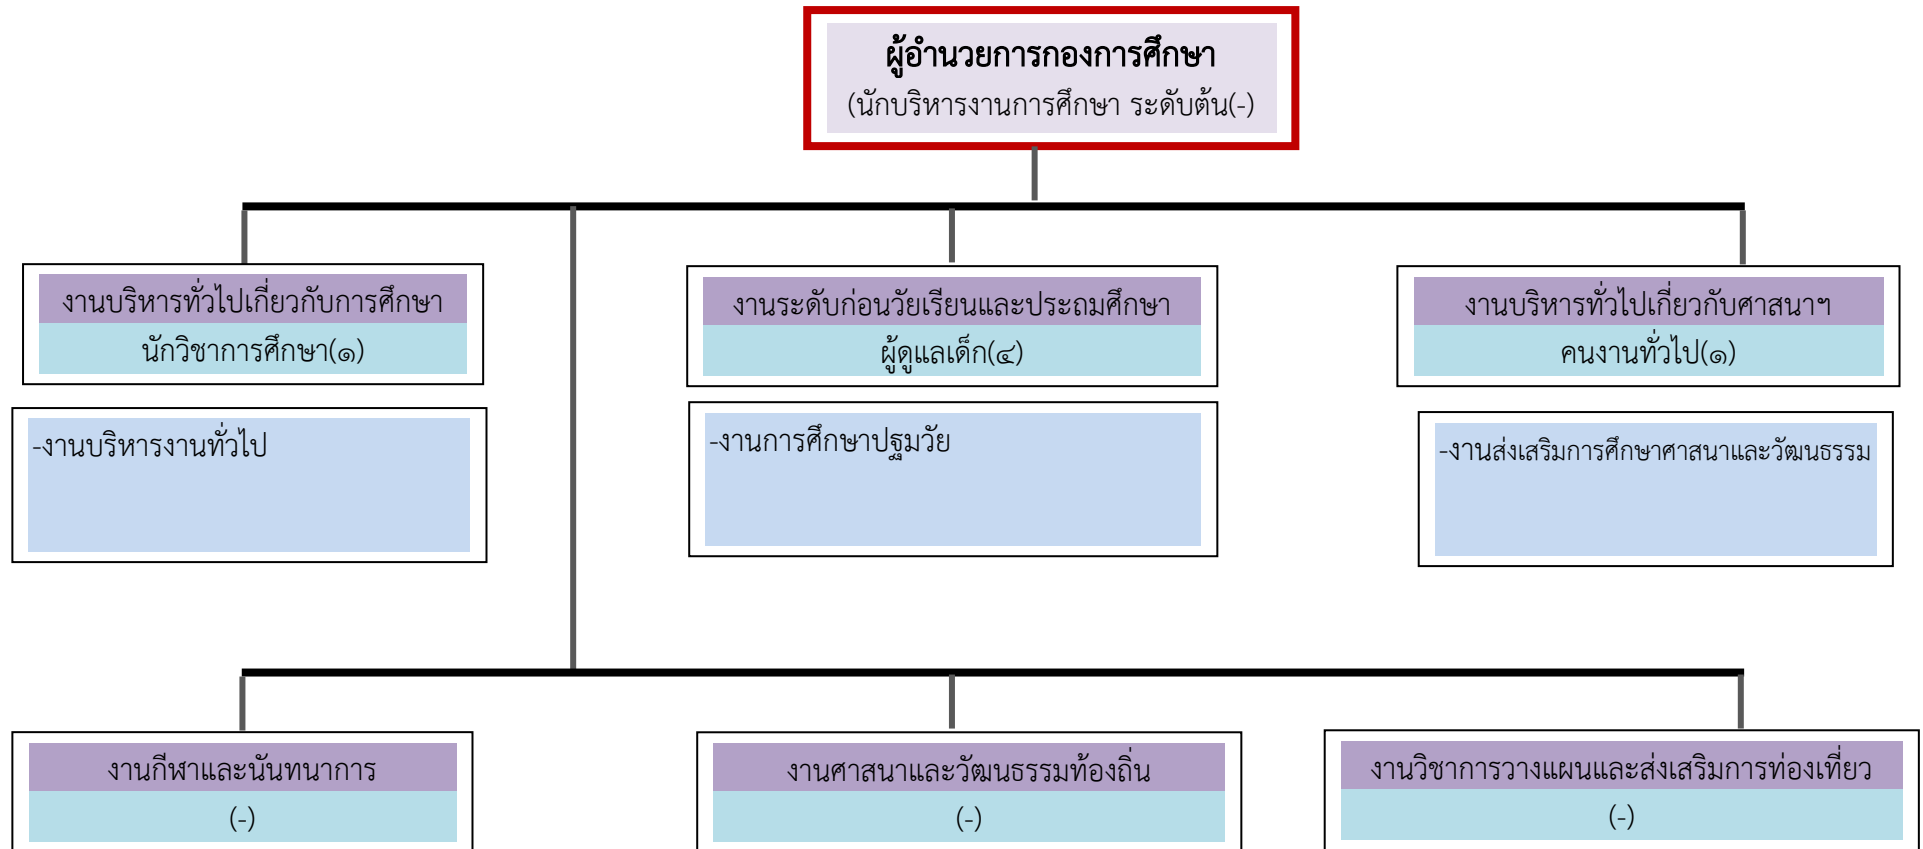 ผู้อำนวยการกองการศึกษา
(นักบริหารงานการศึกษา ระดับต้น(-)
งานบริหารทั่วไปเกี่ยวกับการศึกษา
นักวิชาการศึกษา(๑)
งานระดับก่อนวัยเรียนและประถมศึกษา
ผู้ดูแลเด็ก(๔)
งานบริหารทั่วไปเกี่ยวกับศาสนาฯ
คนงานทั่วไป(๑)
-งานบริหารงานทั่วไป
-งานการศึกษาปฐมวัย
-งานส่งเสริมการศึกษาศาสนาและวัฒนธรรม
งานกีฬาและนันทนาการ
(-)
งานศาสนาและวัฒนธรรมท้องถิ่น
(-)
งานวิชาการวางแผนและส่งเสริมการท่องเที่ยว
(-)